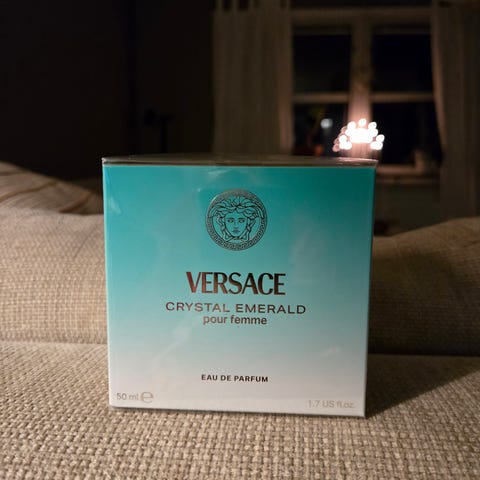 VERSACE
CRYSTAL EMERALD
pour femme
EAU DE PARFUM
50 ml ℮
1.7 US fl.oz.